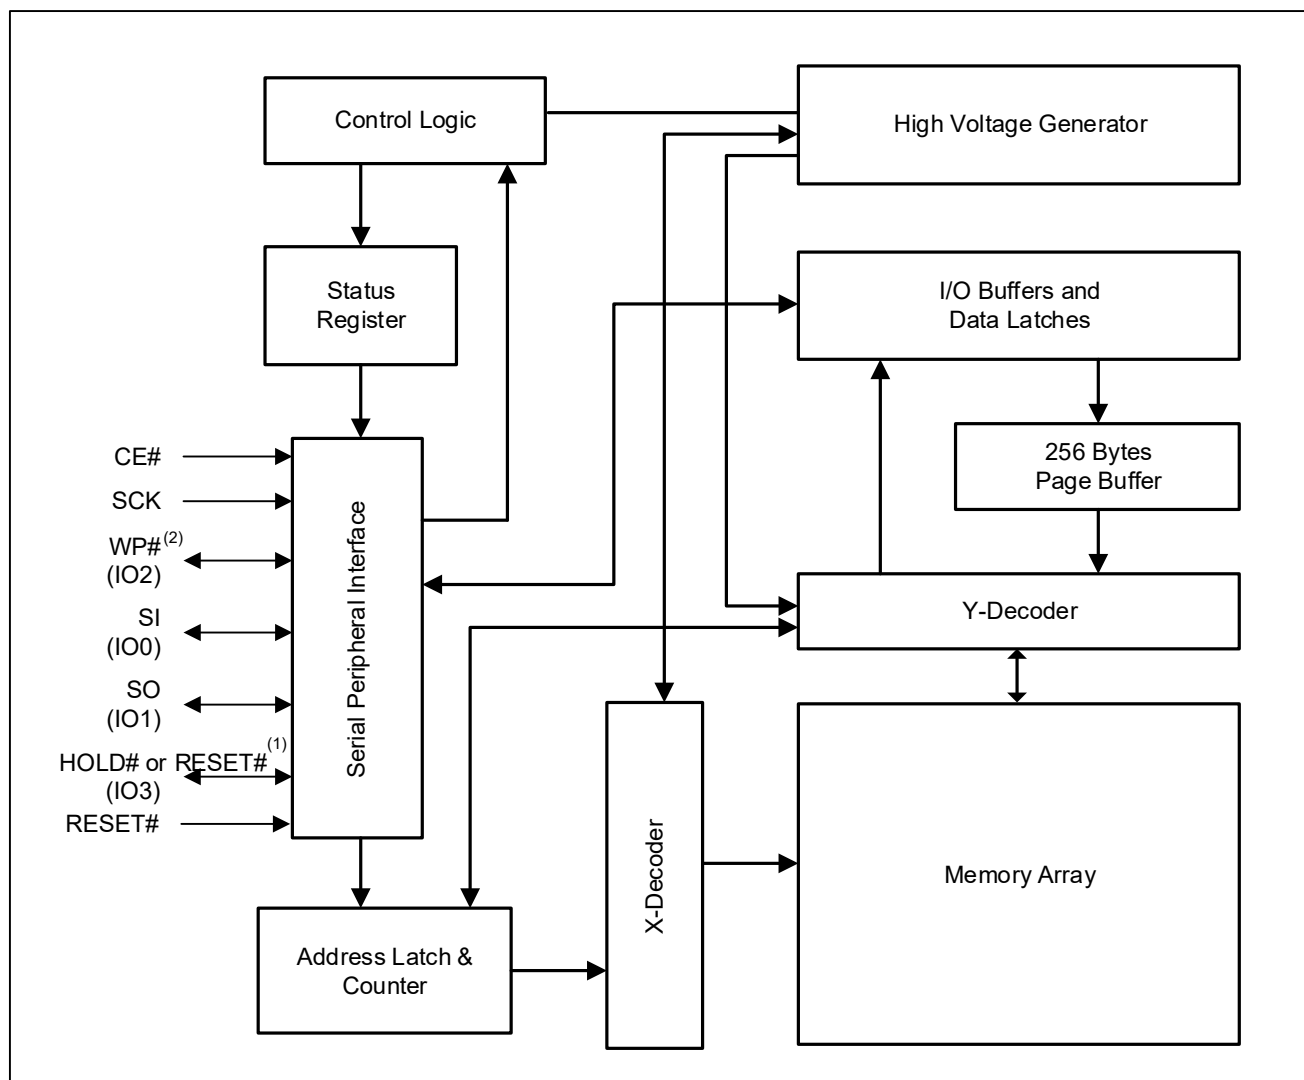 Control Logic
High Voltage Generator
Status
Register
I/O Buffers and
Data Latches
256 Bytes
Page Buffer
CE#
SCK
WP#(2)
(IO2)
SI
(IO0)
SO
(IO1)
HOLD# or RESET#(1)
(IO3)
RESET#
Serial Peripheral Interface
Y-Decoder
X-Decoder
Memory Array
Address Latch &
Counter